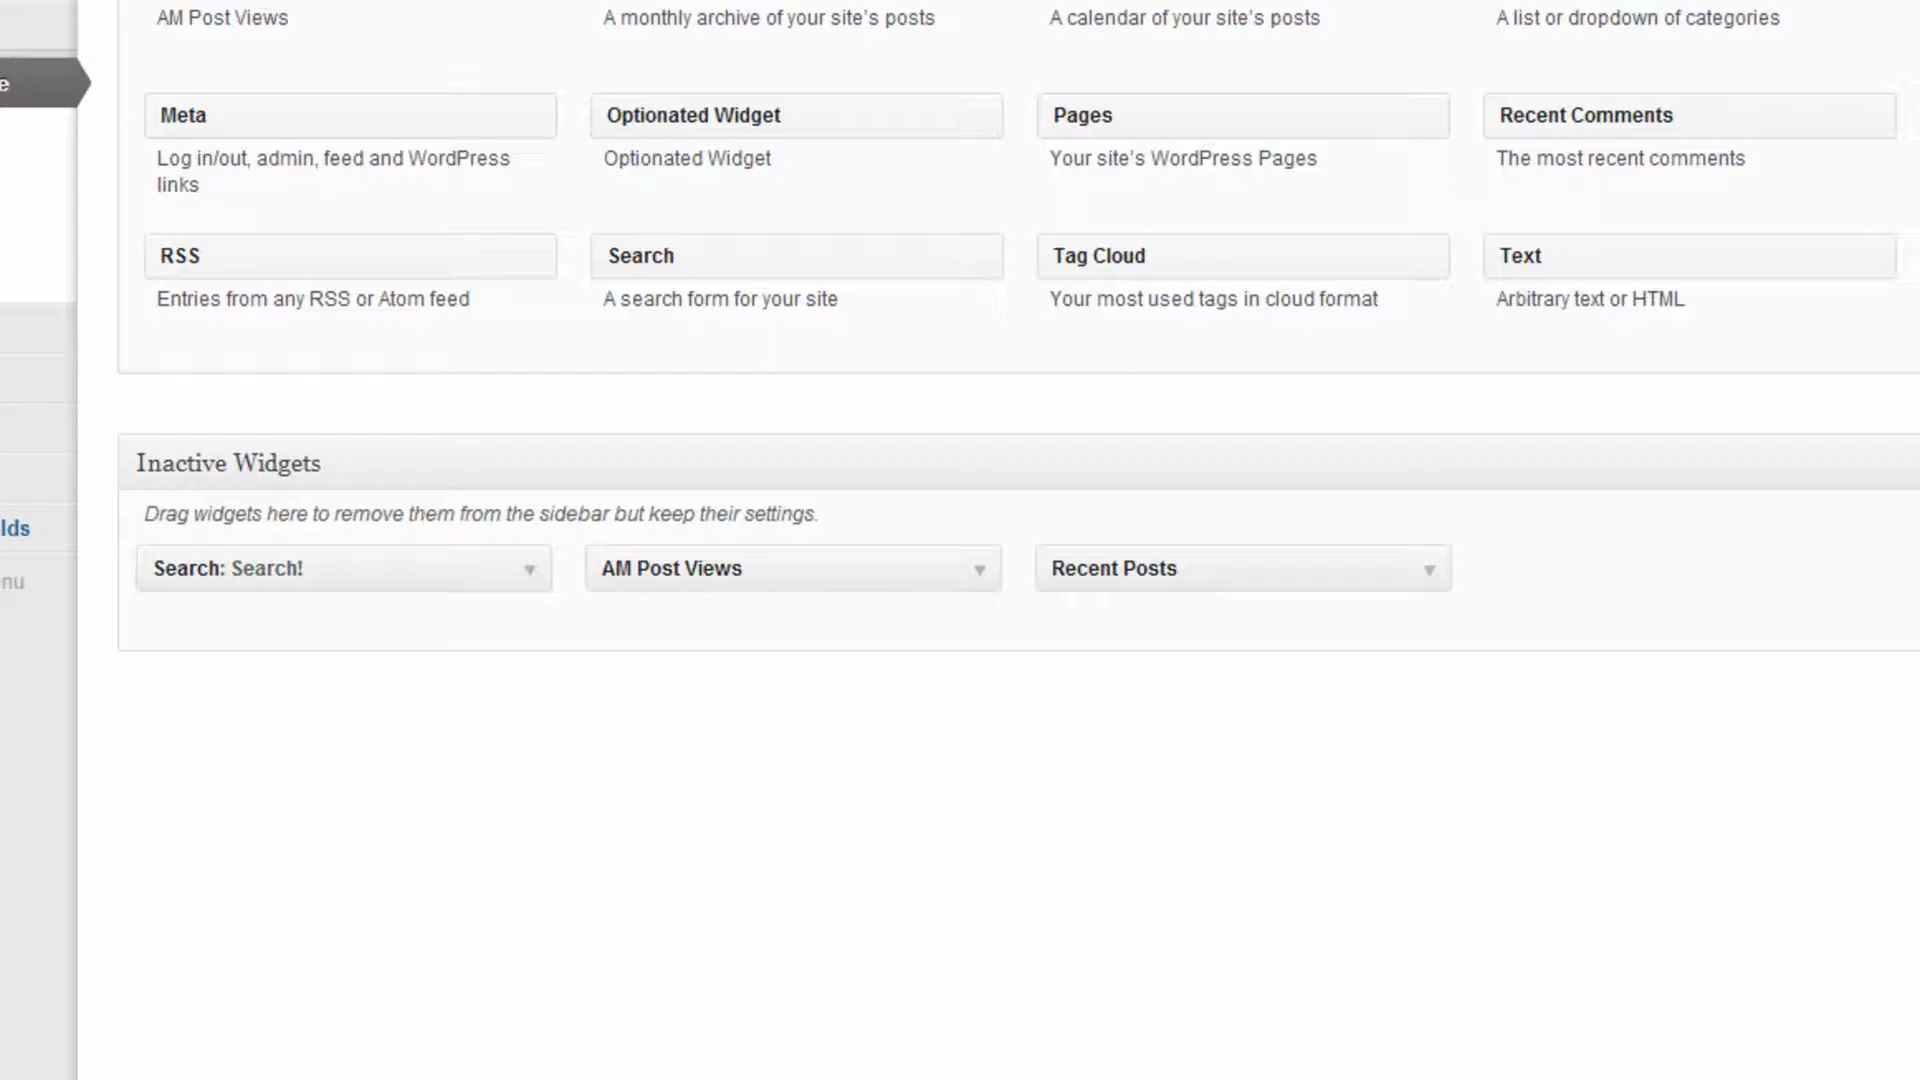 AM Post Views
A monthly archive of your site's posts
A calendar of your site's posts
A list or dropdown of categories
e
Meta
Optionated Widget
Pages
Recent Comments
Log in/out, admin, feed and WordPress
links
Optionated Widget
Your site's WordPress Pages
The most recent comments
RSS
Search
Tag Cloud
Text
Entries from any RSS or Atom feed
A search form for your site
Your most used tags in cloud format
Arbitrary text or HTML
Inactive Widgets
Drag widgets here to remove them from the sidebar but keep their settings.
lds
Search: Search!
AM Post Views
Recent Posts
nu